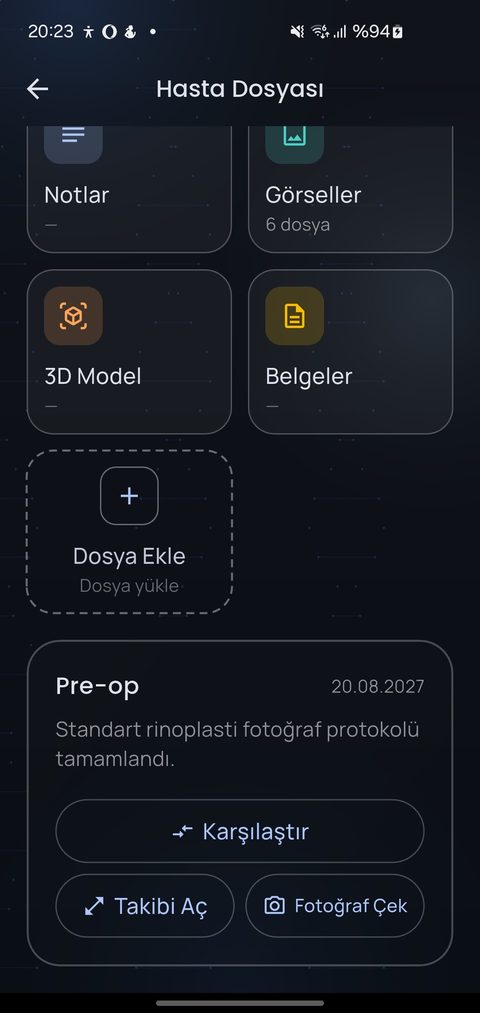 20:23 %94
Hasta Dosyası
Notlar
—
Görseller
6 dosya
3D Model
—
Belgeler
—
Dosya Ekle
Dosya yükle
Pre-op 20.08.2027
Standart rinoplasti fotoğraf protokolü
tamamlandı.
Karşılaştır
Takibi Aç
Fotoğraf Çek